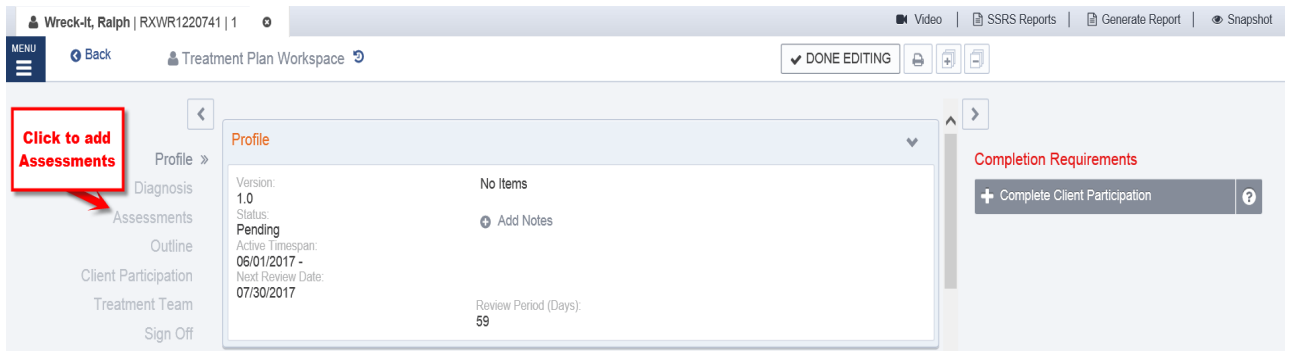 Wreck-It, Ralph | RXWR1220741 | 1
Video | SSRS Reports | Generate Report | Snapshot
MENU
Back
Treatment Plan Workspace
DONE EDITING
Click to add
Assessments
Profile »
Diagnosis
Assessments
Outline
Client Participation
Treatment Team
Sign Off
Profile
Version:
1.0
Status:
Pending
Active Timespan:
06/01/2017 -
Next Review Date:
07/30/2017
No Items
Add Notes
Review Period (Days):
59
Completion Requirements
Complete Client Participation